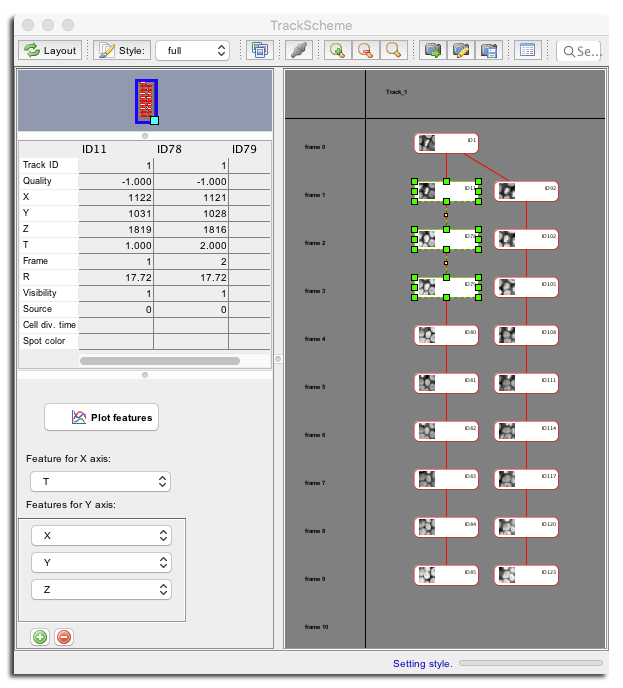 TrackScheme
Layout Style: full Se...
ID11 ID78 ID79
Track ID 1 1
Quality -1.000 -1.000
X 1122 1121
Y 1031 1028
Z 1819 1816
T 1.000 2.000
Frame 1 2
R 17.72 17.72
Visibility 1 1
Source 0 0
Cell div. time
Spot color
Plot features
Feature for X axis:
T
Features for Y axis:
X
Y
Z
Track_1
frame 0 ID1
frame 1 ID11 ID92
frame 2 ID78 ID102
frame 3 ID79 ID105
frame 4 ID80 ID108
frame 5 ID81 ID111
frame 6 ID82 ID114
frame 7 ID83 ID117
frame 8 ID84 ID120
frame 9 ID85 ID123
frame 10
Setting style.